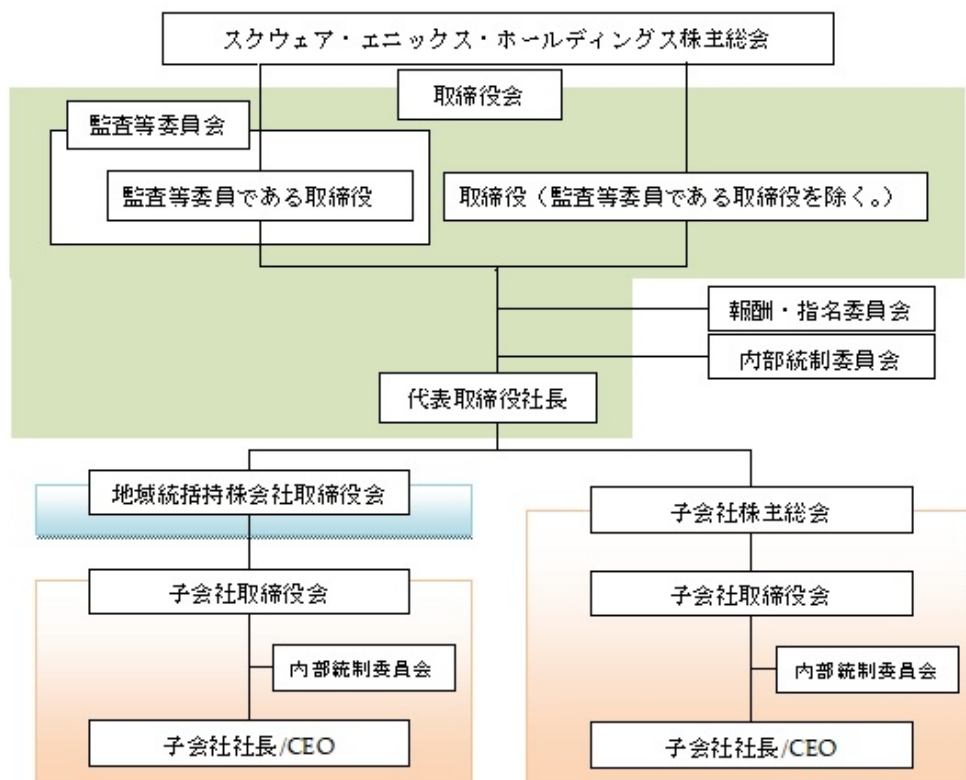 スクウェア・エニックス・ホールディングス株主総会
取締役会
監査等委員会
監査等委員である取締役
取締役（監査等委員である取締役を除く。）
報酬・指名委員会
内部統制委員会
代表取締役社長
地域統括持株会社取締役会
子会社株主総会
子会社取締役会
子会社取締役会
内部統制委員会
内部統制委員会
子会社社長/CEO
子会社社長/CEO